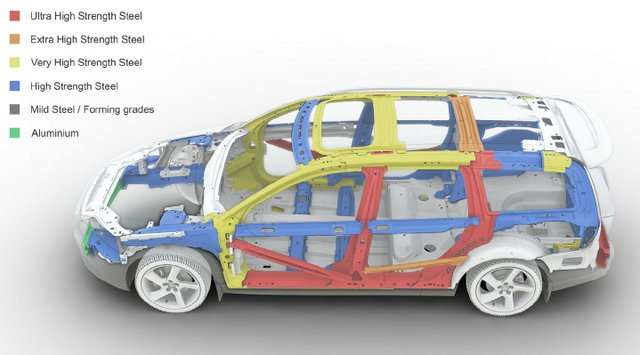 Ultra High Strength Steel
Extra High Strength Steel
Very High Strength Steel
High Strength Steel
Mild Steel / Forming grades
Aluminium